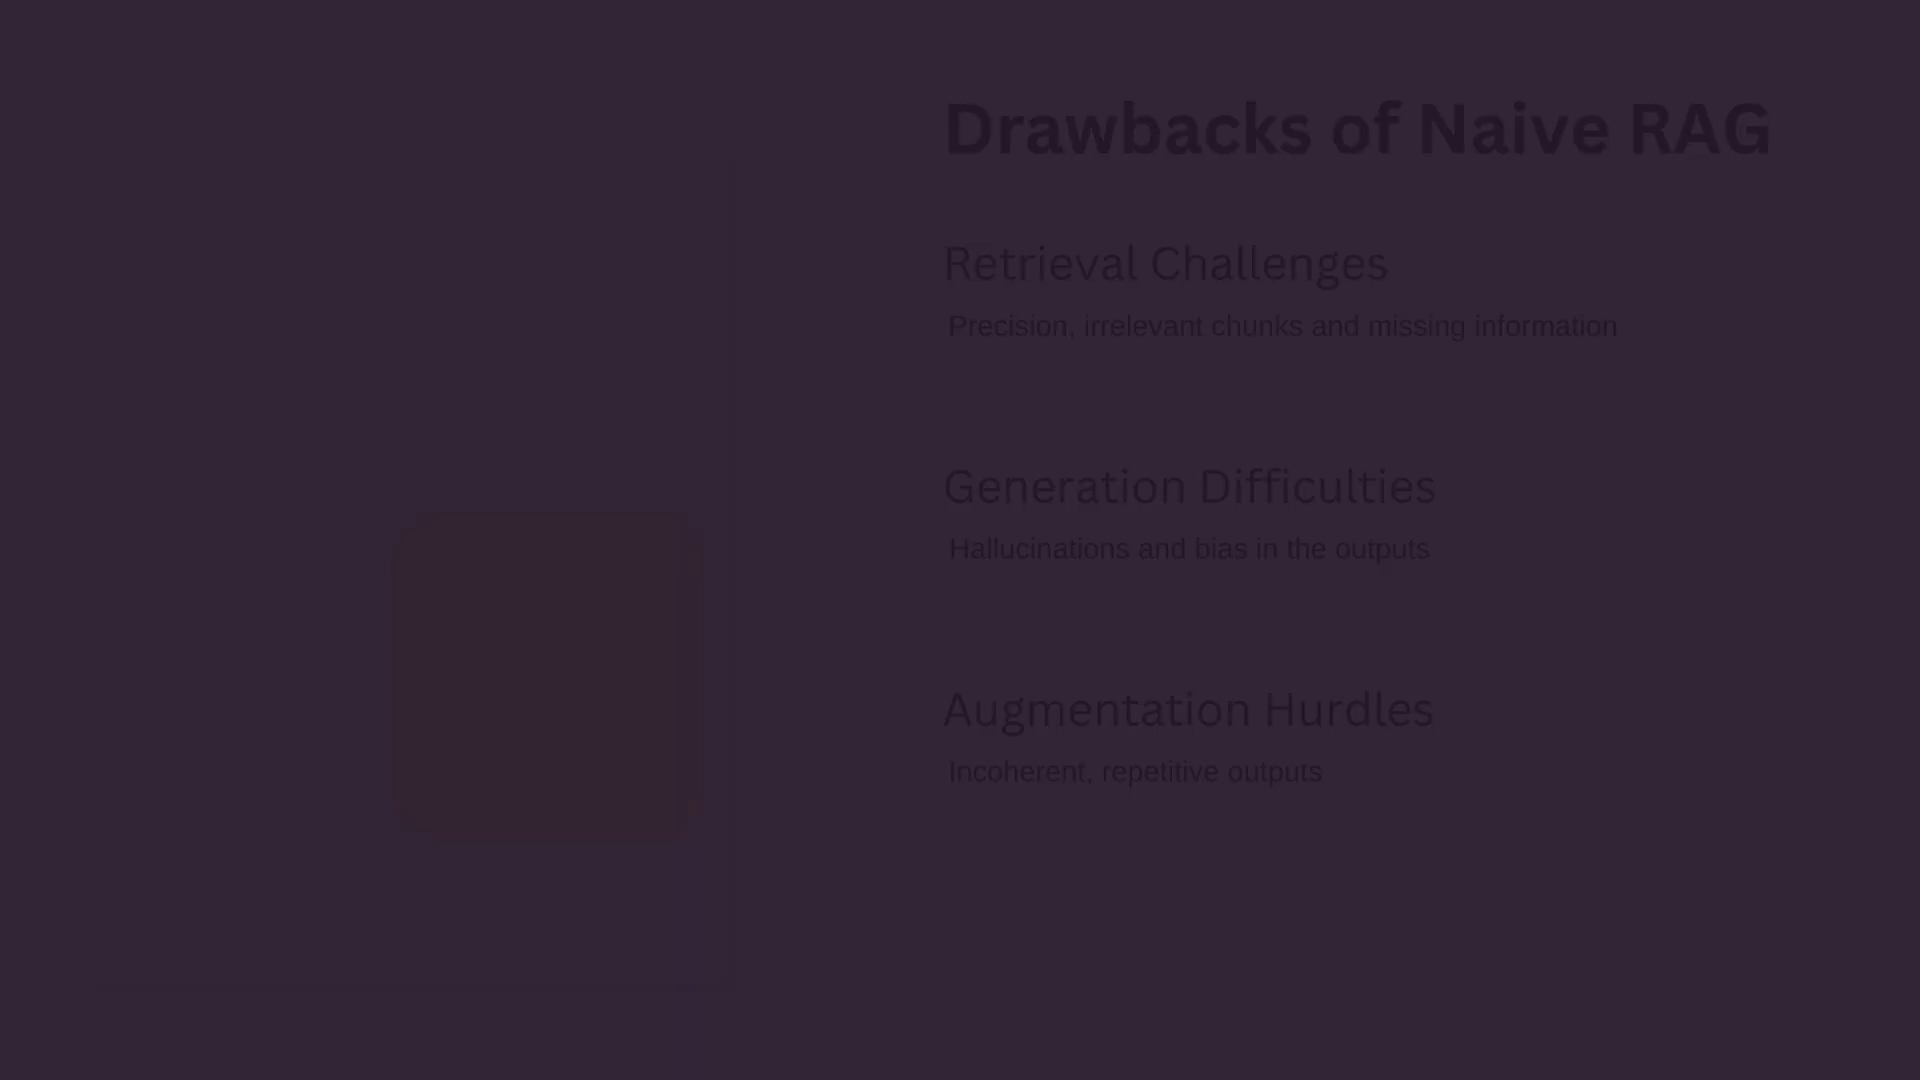 Drawbacks of Naive RAG
Retrieval Challenges
Precision, irrelevant chunks and missing information
Generation Difficulties
Hallucinations and bias in the outputs
Augmentation Hurdles
Incoherent, repetitive outputs